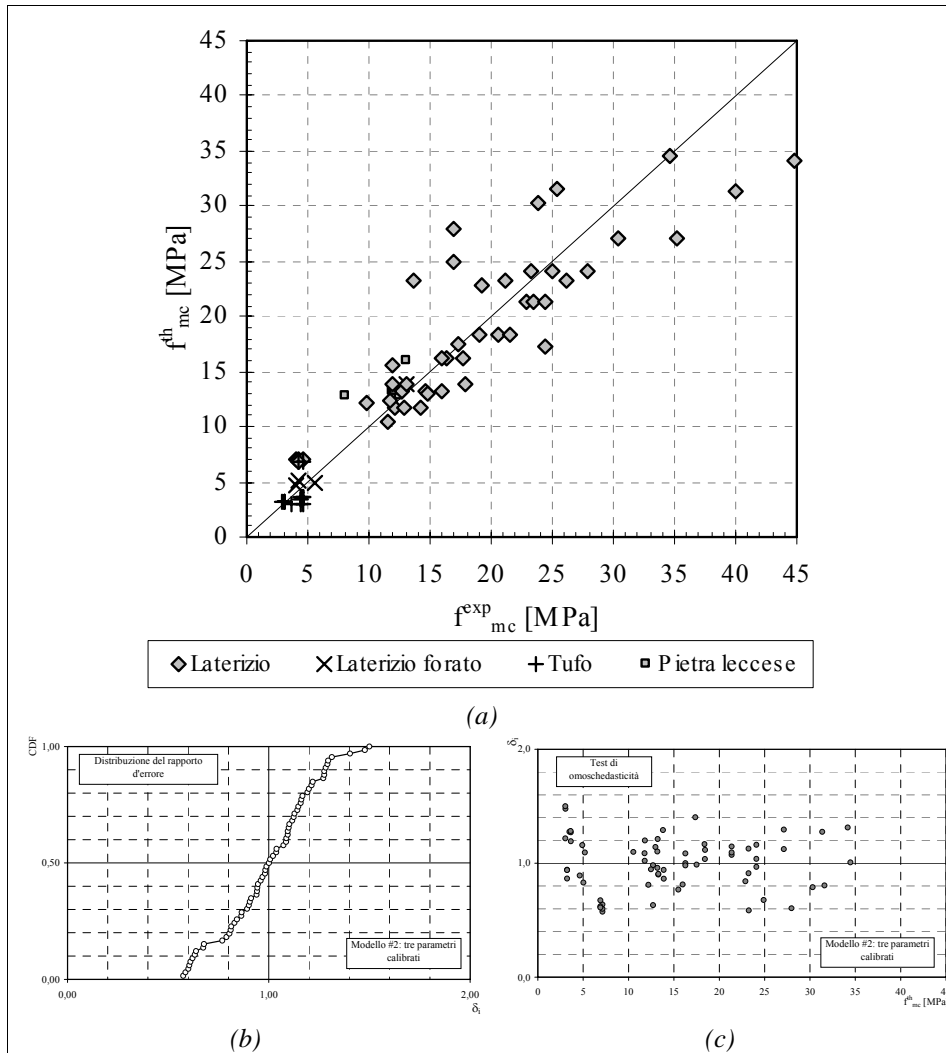 45
40
35
30
25
20
15
10
5
0
f^th_mc [MPa]
0 5 10 15 20 25 30 35 40 45
f^exp_mc [MPa]
Laterizio Laterizio forato Tufo Pietra leccese
(a)
CDF
1,00
0,50
0,00
Distribuzione del rapporto
d'errore
Modello #2: tre parametri
calibrati
0,00 1,00 2,00
δi
(b)
δi
2,0
1,0
0,0
Test di
omoschedasticità
Modello #2: tre parametri
calibrati
0 5 10 15 20 25 30 35 40 45
f^th_mc [MPa]
(c)